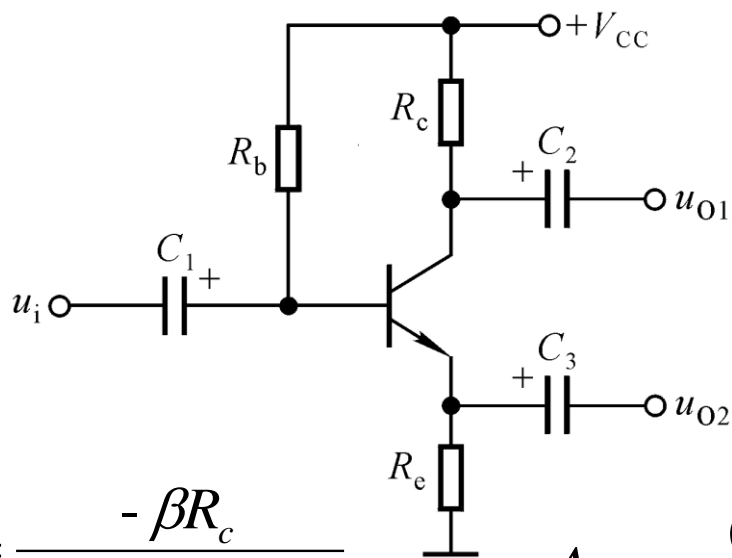 +V_CC
R_c
R_b
C_2
+
u_O1
C_1
+
u_i
C_3
+
u_O2
R_e
- βR_c